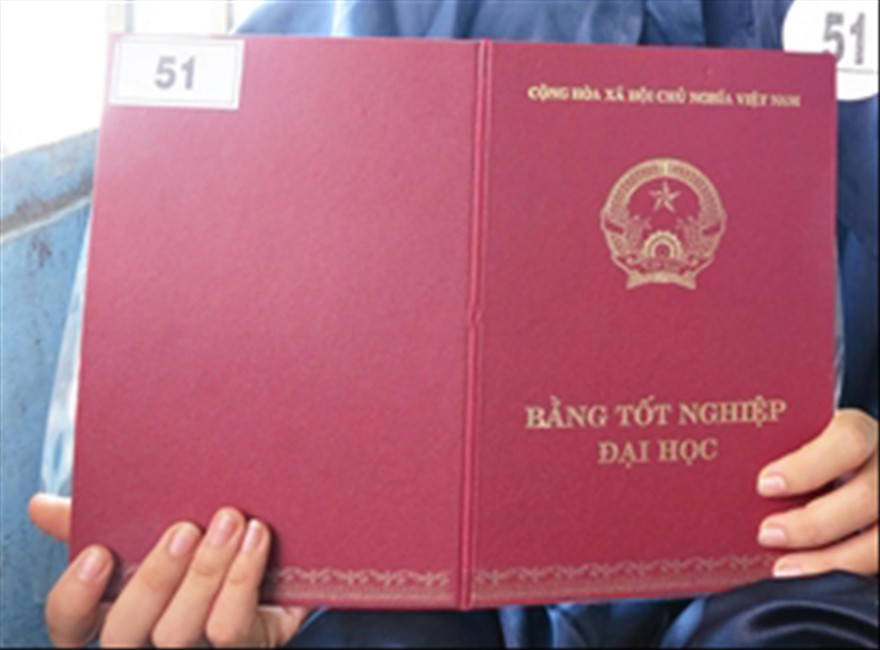 51
51
CỘNG HÒA XÃ HỘI CHỦ NGHĨA VIỆT NAM
BẰNG TỐT NGHIỆP
ĐẠI HỌC